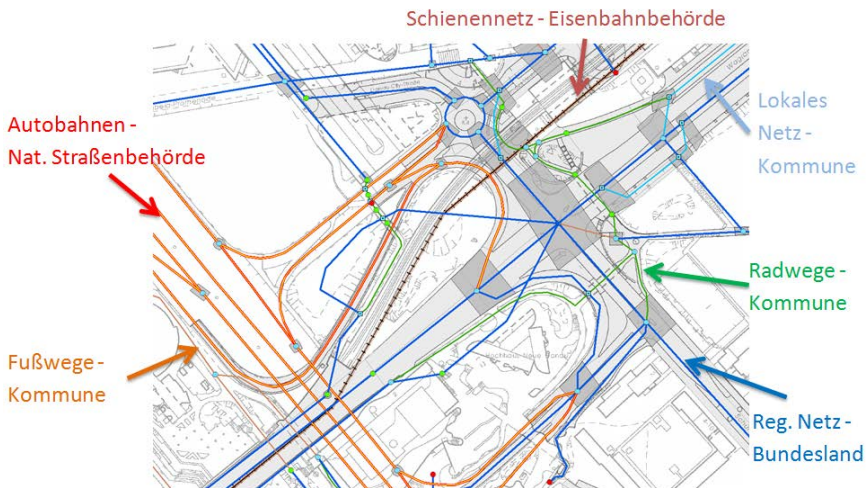 Schienennetz - Eisenbahnbehörde
Lokales
Netz -
Kommune
Autobahnen -
Nat. Straßenbehörde
Radwege -
Kommune
Fußwege -
Kommune
Reg. Netz -
Bundesland